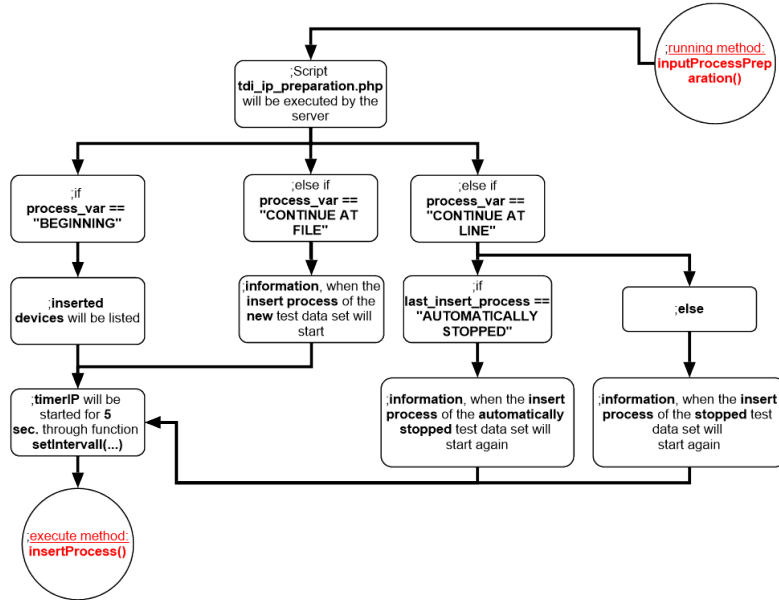 ;running method:
inputProcessPrep
aration()
;Script
tdi_ip_preparation.php
will be executed by the
server
;if
process_var ==
"BEGINNING"
;else if
process_var ==
"CONTINUE AT
FILE"
;else if
process_var ==
"CONTINUE AT
LINE"
;inserted
devices will be listed
;information, when the
insert process of the
new test data set will
start
;if
last_insert_process ==
"AUTOMATICALLY
STOPPED"
;else
;timerIP will be
started for 5
sec. through function
setIntervall(...)
;information, when the insert
process of the automatically
stopped test data set will
start again
;information, when the insert
process of the stopped test
data set will
start again
;execute method:
insertProcess()